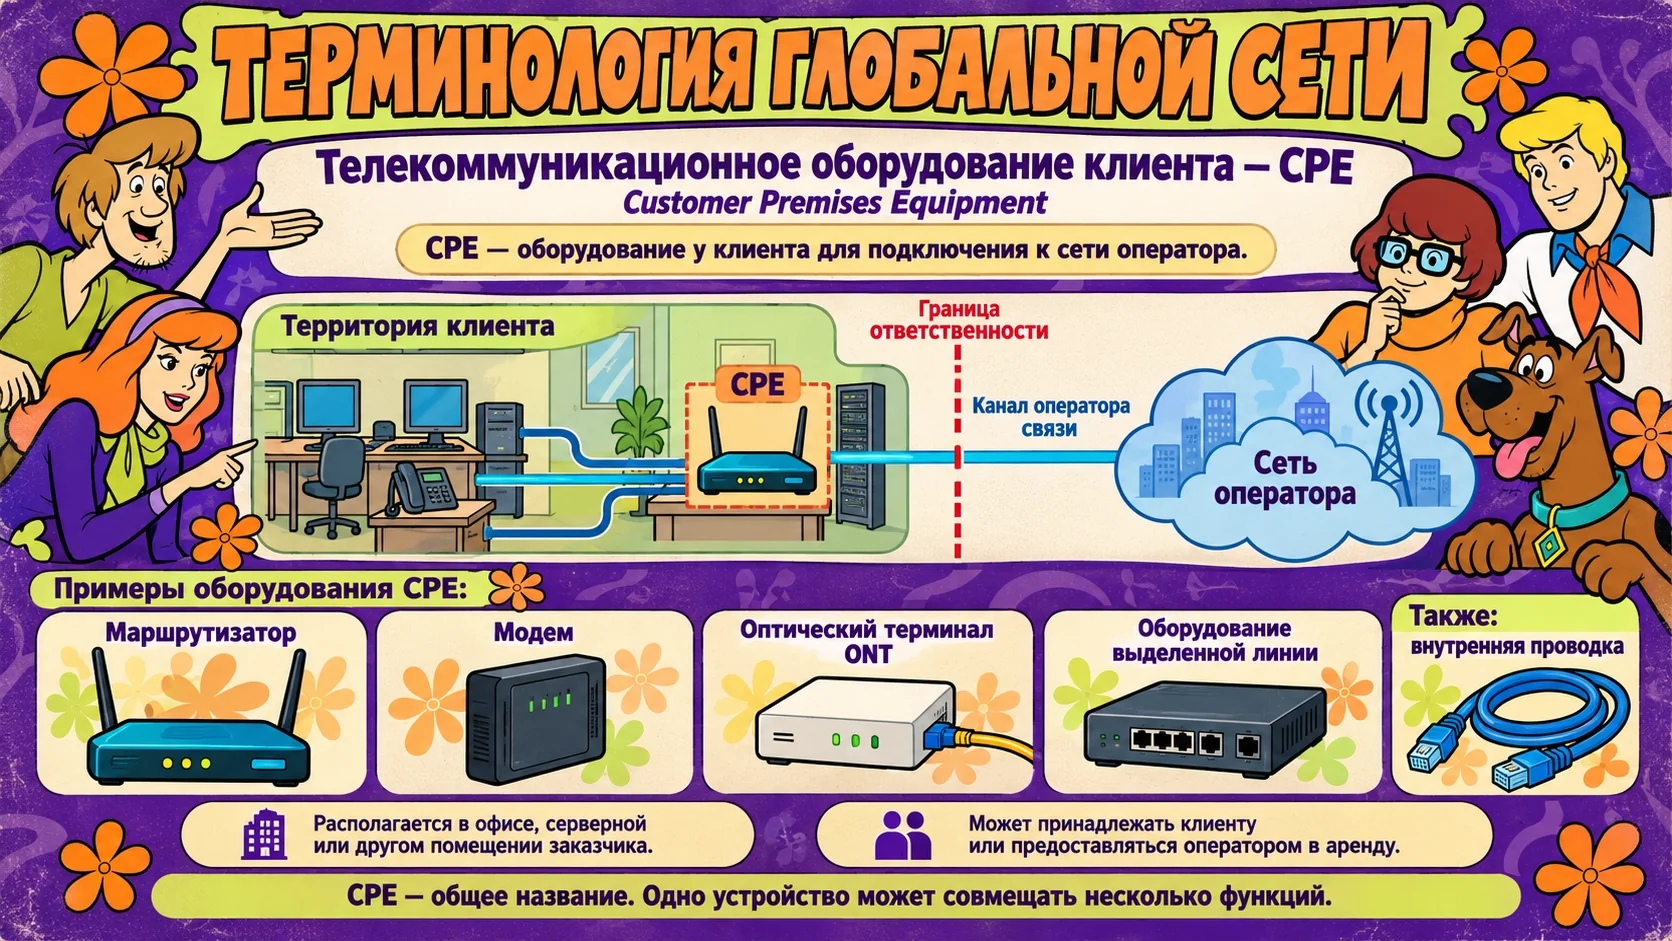 ТЕРМИНОЛОГИЯ ГЛОБАЛЬНОЙ СЕТИ
Телекоммуникационное оборудование клиента – CPE
Customer Premises Equipment
CPE — оборудование у клиента для подключения к сети оператора.
Территория клиента
CPE
Граница
ответственности
Канал оператора
связи
Сеть
оператора
Примеры оборудования CPE:
Маршрутизатор
Модем
Оптический терминал
ONT
Оборудование
выделенной линии
Также:
внутренняя проводка
Располагается в офисе, серверной
или другом помещении заказчика.
Может принадлежать клиенту
или предоставляться оператором в аренду.
CPE — общее название. Одно устройство может совмещать несколько функций.